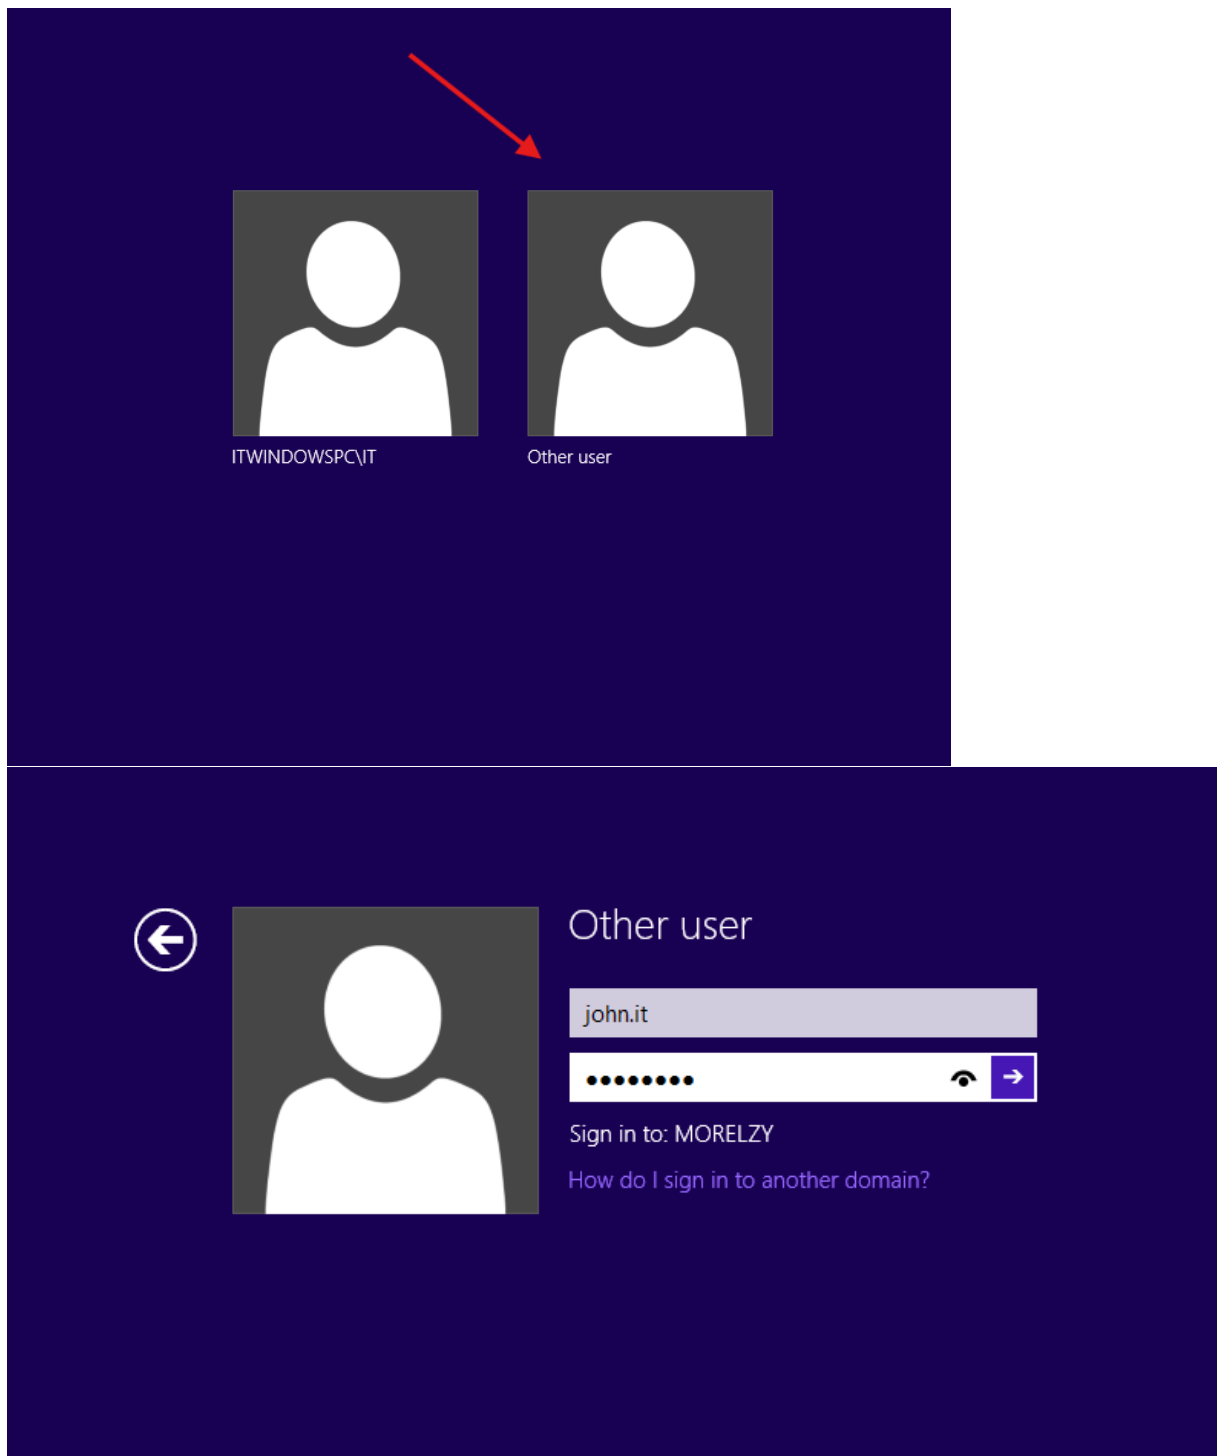 ITWINDOWSPC\IT
Other user
Other user
john.it
Sign in to: MORELZY
How do I sign in to another domain?